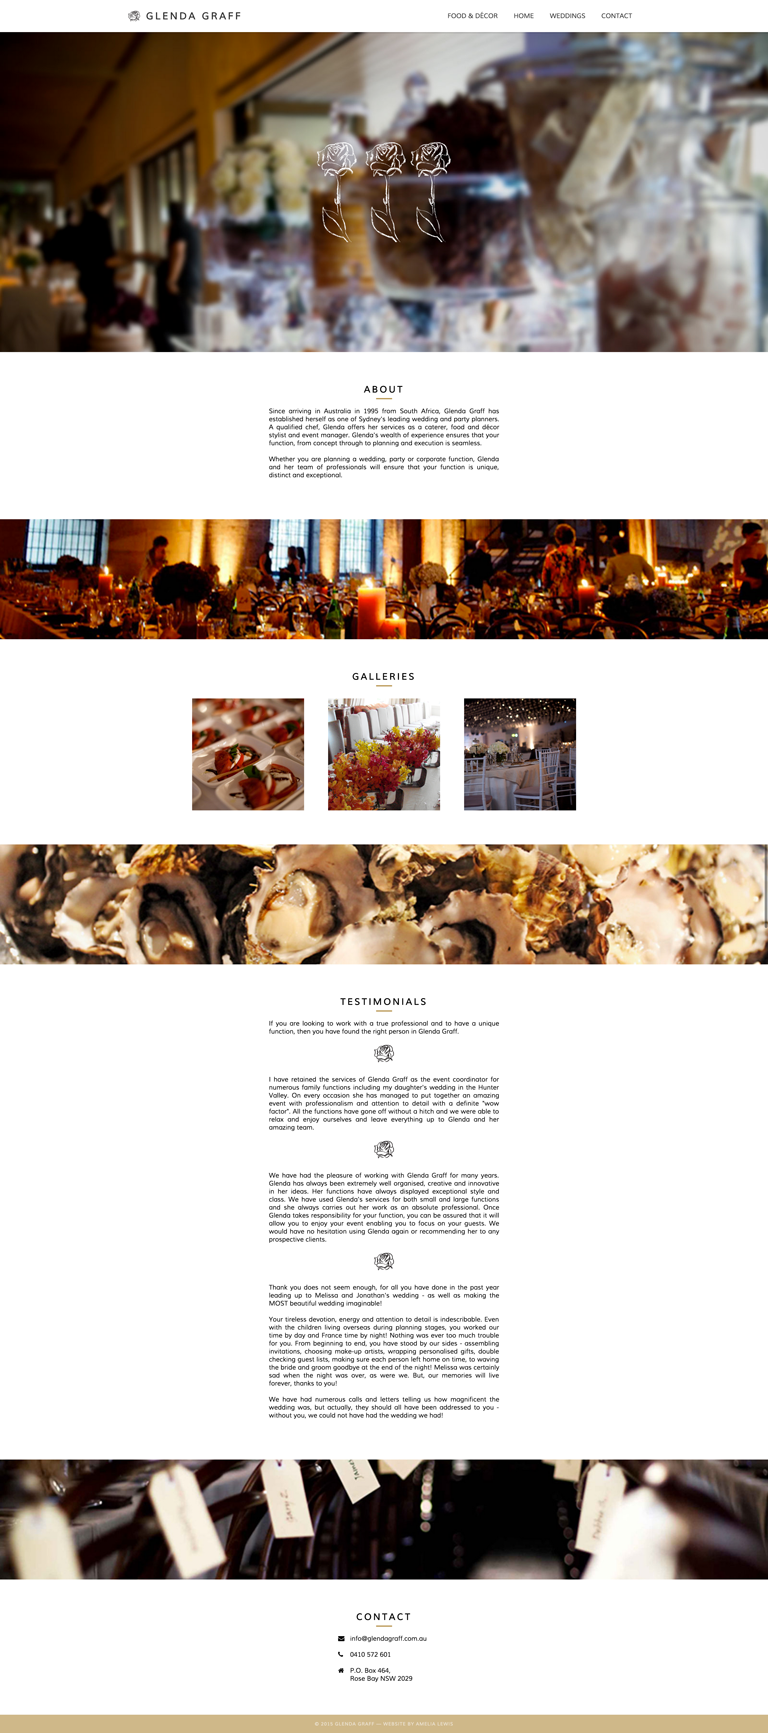 GLENDA GRAFF
FOOD & DÉCOR HOME WEDDINGS CONTACT
ABOUT
Since arriving in Australia in 1995 from South Africa, Glenda Graff has
established herself as one of Sydney's leading wedding and party planners.
A qualified chef, Glenda offers her services as a caterer, food and décor
stylist and event manager. Glenda's wealth of experience ensures that your
function, from concept through to planning and execution is seamless.
Whether you are planning a wedding, party or corporate function, Glenda
and her team of professionals will ensure that your function is unique,
distinct and exceptional.
GALLERIES
TESTIMONIALS
If you are looking to work with a true professional and to have a unique
function, then you have found the right person in Glenda Graff.
I have retained the services of Glenda Graff as the event coordinator for
numerous family functions including my daughter's wedding in the Hunter
Valley. On every occasion she has managed to put together an amazing
event with professionalism and attention to detail with a definite "wow
factor". All the functions have gone off without a hitch and we were able to
relax and enjoy ourselves and leave everything up to Glenda and her
amazing team.
We have had the pleasure of working with Glenda Graff for many years.
Glenda has always been extremely well organised, creative and innovative
in her ideas. Her functions have always displayed exceptional style and
class. We have used Glenda's services for both small and large functions
and she always carries out her work as an absolute professional. Once
Glenda takes responsibility for your function, you can be assured that it will
allow you to enjoy your event enabling you to focus on your guests. We
would have no hesitation using Glenda again or recommending her to any
prospective clients.
Thank you does not seem enough, for all you have done in the past year
leading up to Melissa and Jonathan's wedding - as well as making the
MOST beautiful wedding imaginable!
Your tireless devotion, energy and attention to detail is indescribable. Even
with the children living overseas during planning stages, you worked our
time by day and France time by night! Nothing was ever too much trouble
for you. From beginning to end, you have stood by our sides - assembling
invitations, choosing make-up artists, wrapping personalised gifts, double
checking guest lists, making sure each person left home on time, to waving
the bride and groom goodbye at the end of the night! Melissa was certainly
sad when the night was over, as were we. But, our memories will live
forever, thanks to you!
We have had numerous calls and letters telling us how magnificent the
wedding was, but actually, they should all have been addressed to you -
without you, we could not have had the wedding we had!
CONTACT
info@glendagraff.com.au
0410 572 601
P.O. Box 464,
Rose Bay NSW 2029
GLENDA GRAFF — WEBSITE BY AMELIA LEWIS